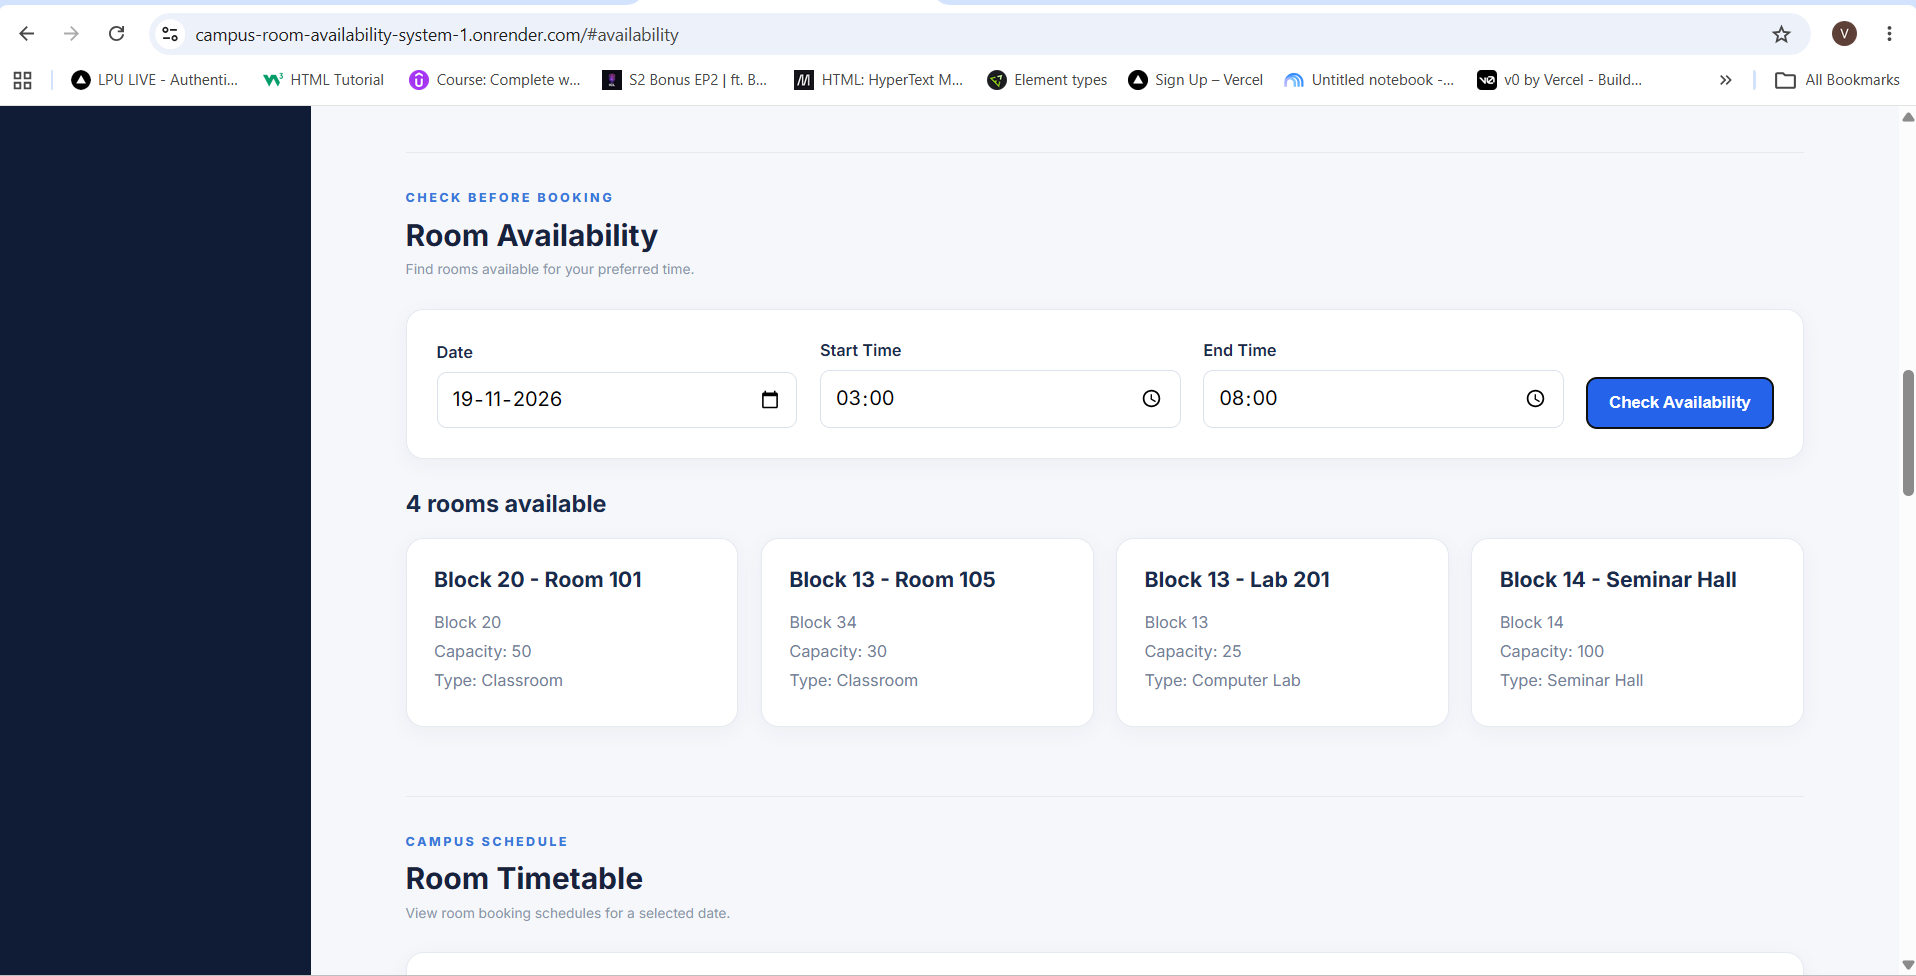 campus-room-availability-system-1.onrender.com/#availability
V
LPU LIVE - Authenti...
HTML Tutorial
Course: Complete w...
S2 Bonus EP2 | ft. B...
HTML: HyperText M...
Element types
Sign Up – Vercel
Untitled notebook -...
v0 by Vercel - Build...
All Bookmarks
CHECK BEFORE BOOKING
Room Availability
Find rooms available for your preferred time.
Date
Start Time
End Time
19-11-2026
03:00
08:00
Check Availability
4 rooms available
Block 20 - Room 101
Block 20
Capacity: 50
Type: Classroom
Block 13 - Room 105
Block 34
Capacity: 30
Type: Classroom
Block 13 - Lab 201
Block 13
Capacity: 25
Type: Computer Lab
Block 14 - Seminar Hall
Block 14
Capacity: 100
Type: Seminar Hall
CAMPUS SCHEDULE
Room Timetable
View room booking schedules for a selected date.